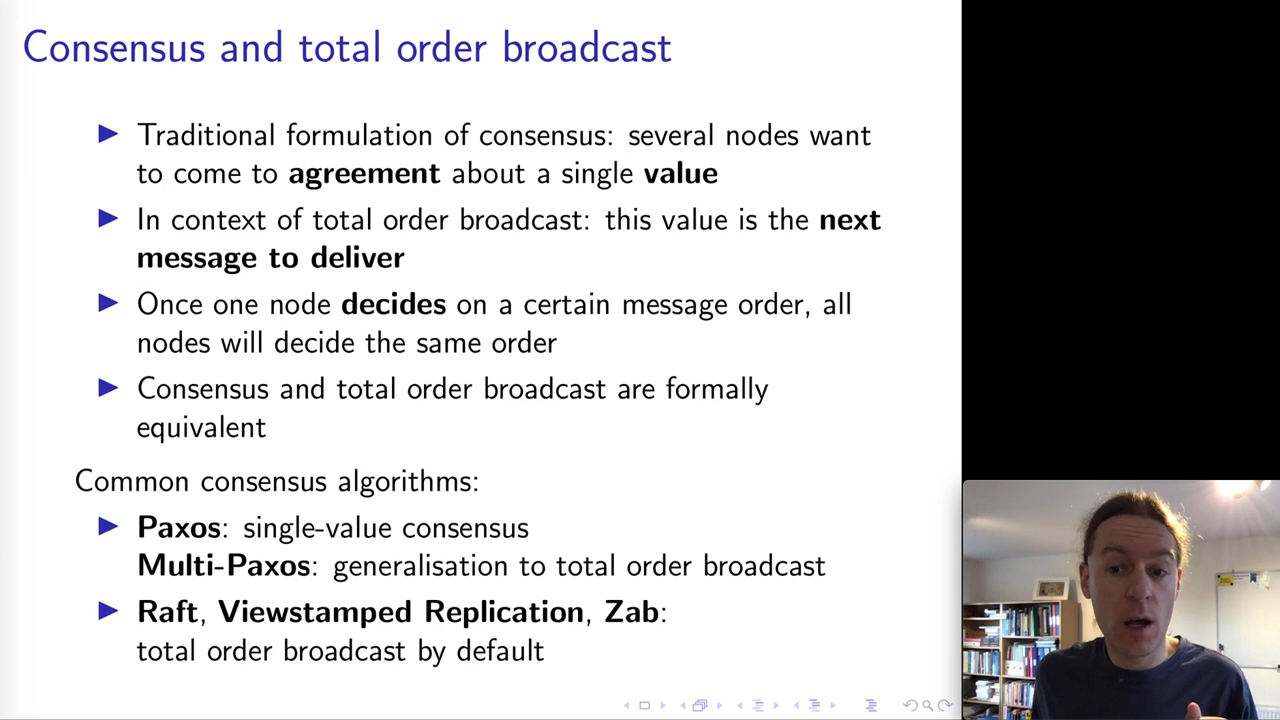 Consensus and total order broadcast
▶ Traditional formulation of consensus: several nodes want
to come to agreement about a single value
▶ In context of total order broadcast: this value is the next
message to deliver
▶ Once one node decides on a certain message order, all
nodes will decide the same order
▶ Consensus and total order broadcast are formally
equivalent
Common consensus algorithms:
▶ Paxos: single-value consensus
Multi-Paxos: generalisation to total order broadcast
▶ Raft, Viewstamped Replication, Zab:
total order broadcast by default